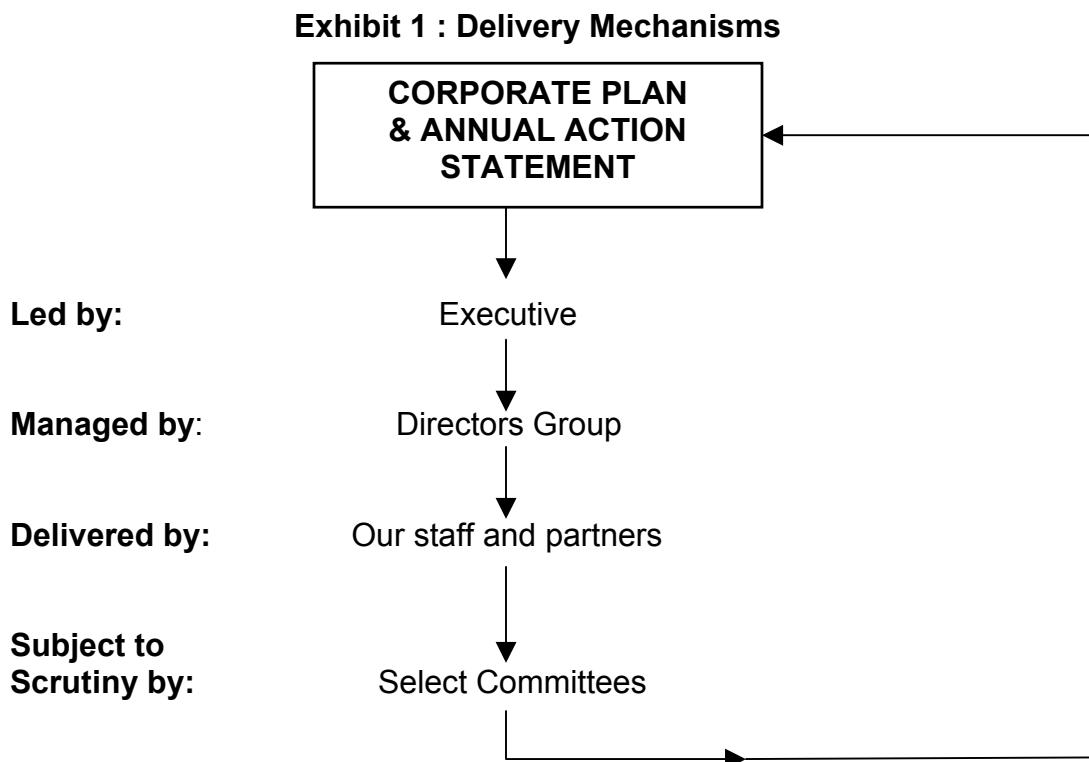 Exhibit 1 : Delivery Mechanisms
CORPORATE PLAN
& ANNUAL ACTION
STATEMENT
Led by: Executive
Managed by: Directors Group
Delivered by: Our staff and partners
Subject to
Scrutiny by: Select Committees